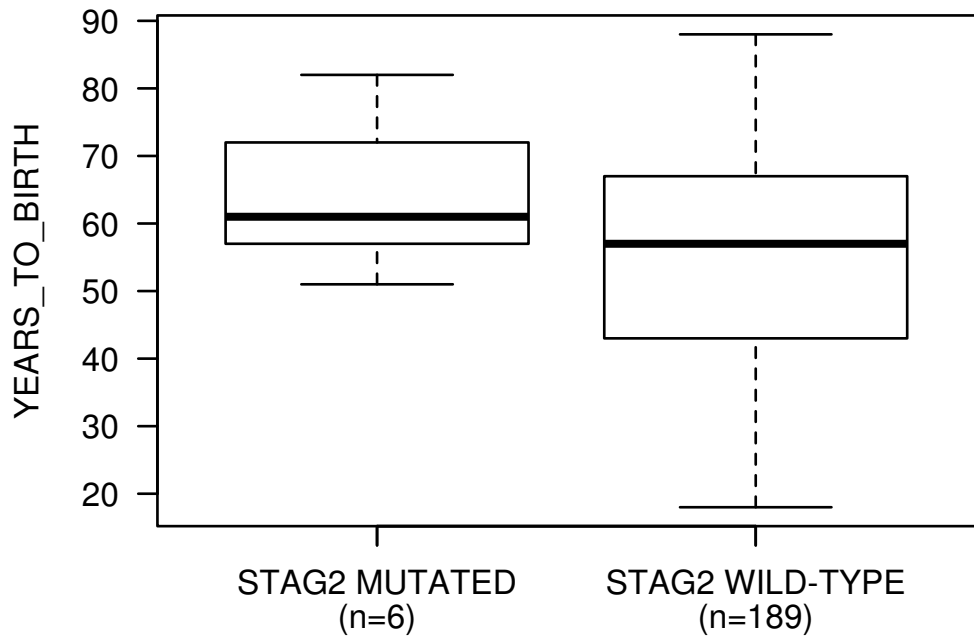 YEARS_TO_BIRTH
90
80
70
60
50
40
30
20
STAG2 MUTATED
(n=6)
STAG2 WILD-TYPE
(n=189)